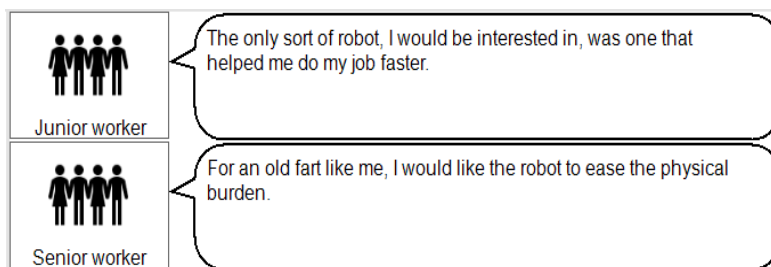 The only sort of robot, I would be interested in, was one that
helped me do my job faster.
Junior worker
For an old fart like me, I would like the robot to ease the physical
burden.
Senior worker